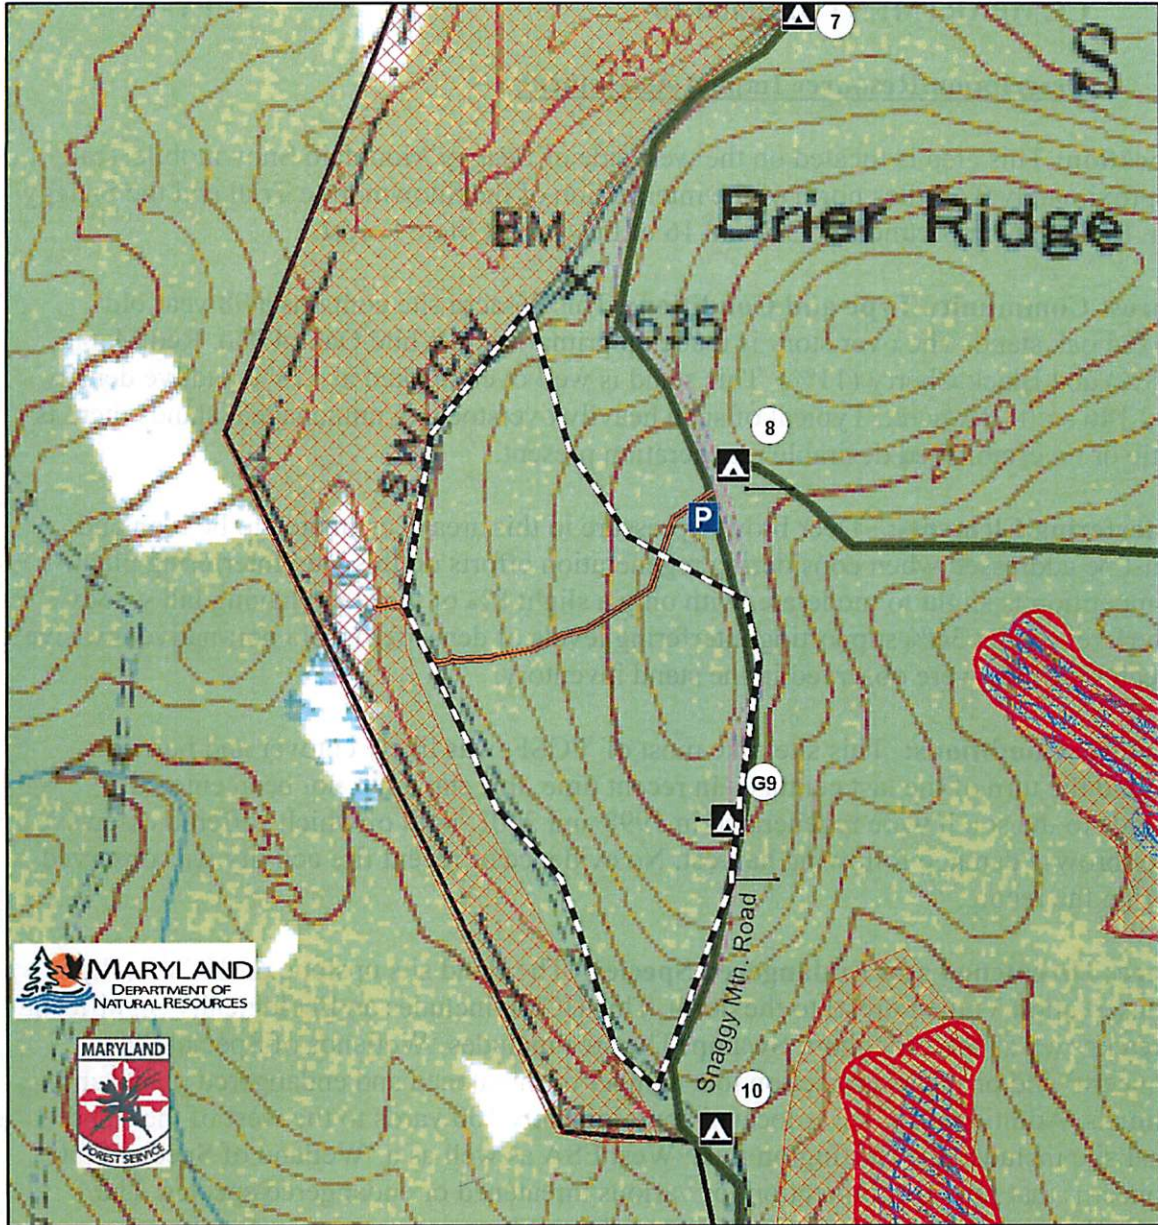 7
2500
S
BM
Brier Ridge
2535
SWITCH
8
2600
P
G9
2500
Snaggy Mtn. Road
MARYLAND
DEPARTMENT OF
NATURAL RESOURCES
MARYLAND
FOREST SERVICE
10